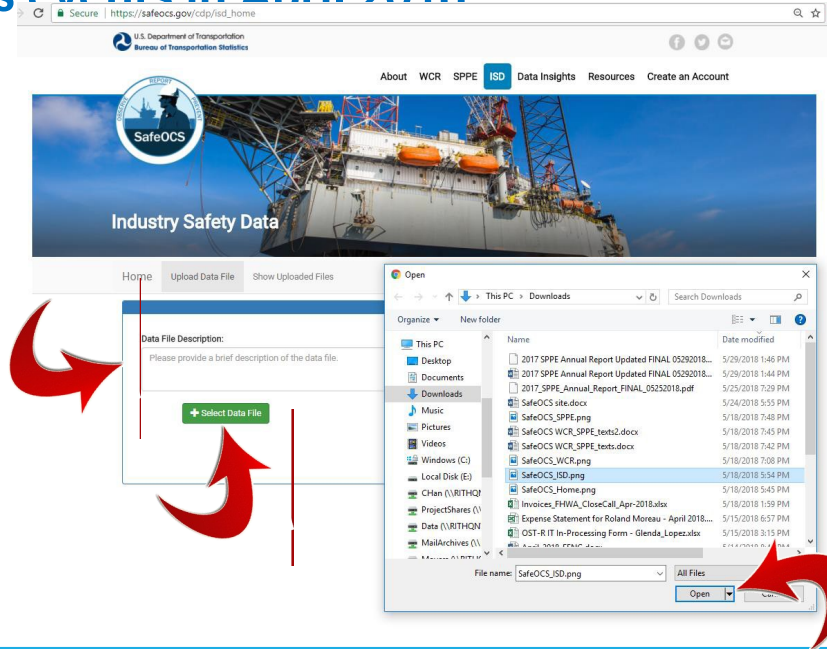 Secure | https://safeocs.gov/cdp/isd_home
U.S. Department of Transportation
Bureau of Transportation Statistics
About WCR SPPE ISD Data Insights Resources Create an Account
REPORT
PREVENT
SafeOCS
Industry Safety Data
Home Upload Data File Show Uploaded Files
Data File Description:
Please provide a brief description of the data file.
Select Data File
Open
This PC > Downloads
Search Downloads
Organize New folder
Name Date modified
This PC
Desktop
Documents
Downloads
Music
Pictures
Videos
Windows (C:)
Local Disk (E:)
CHan (\\RITHQN
ProjectShares (\\
Data (\\RITHQN
MailArchives (\\
2017 SPPE Annual Report Updated FINAL 05292018... 5/29/2018 1:46 PM
2017 SPPE Annual Report Updated FINAL 05292018... 5/29/2018 1:44 PM
2017_SPPE_Annual_Report_FINAL_05252018.pdf 5/25/2018 7:29 PM
SafeOCS site.docx 5/24/2018 5:55 PM
SafeOCS_SPPE.png 5/18/2018 7:48 PM
SafeOCS WCR_SPPE_texts2.docx 5/18/2018 7:45 PM
SafeOCS WCR_SPPE_texts.docx 5/18/2018 7:42 PM
SafeOCS_WCR.png 5/18/2018 7:08 PM
SafeOCS_ISD.png 5/18/2018 5:54 PM
SafeOCS_Home.png 5/18/2018 5:45 PM
Invoices_FHWA_CloseCall_Apr-2018.xlsx 5/18/2018 1:59 PM
Expense Statement for Roland Moreau - April 2018.... 5/15/2018 6:57 PM
OST-R IT In-Processing Form - Glenda_Lopez.xlsx 5/15/2018 3:15 PM
File name: SafeOCS_ISD.png All Files
Open